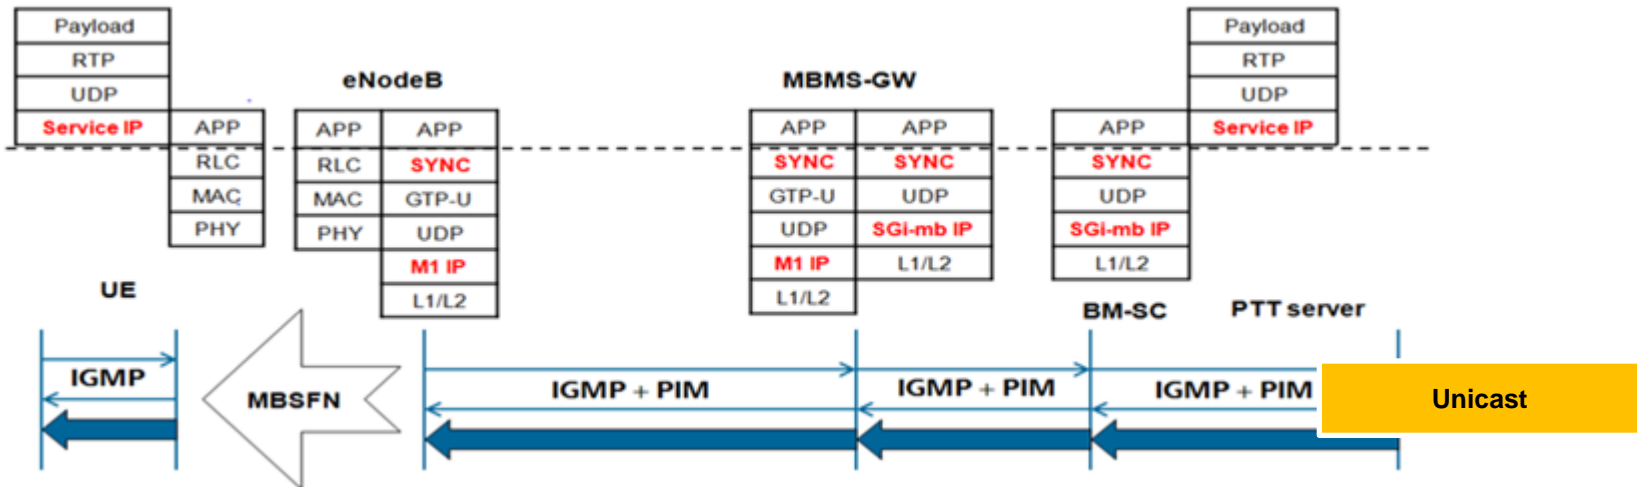 Payload
RTP
UDP
Service IP
APP
RLC
MAC
PHY
UE
eNodeB
APP
RLC
MAC
PHY
APP
SYNC
GTP-U
UDP
M1 IP
L1/L2
MBMS-GW
APP
SYNC
GTP-U
UDP
M1 IP
L1/L2
APP
SYNC
UDP
SGi-mb IP
L1/L2
APP
SYNC
UDP
SGi-mb IP
L1/L2
BM-SC
Payload
RTP
UDP
Service IP
PTT server
IGMP
MBSFN
IGMP + PIM
IGMP + PIM
IGMP + PIM
Unicast